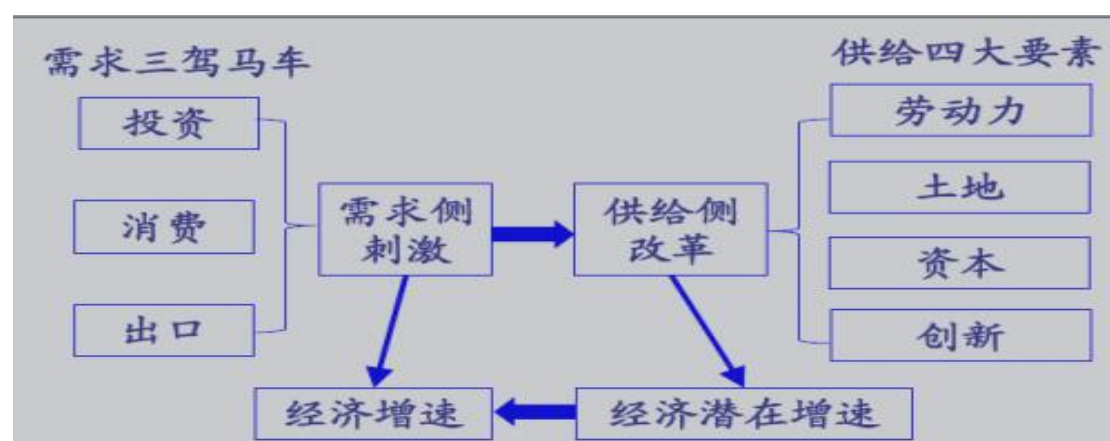 需求三驾马车
供给四大要素
投资
消费
出口
需求侧
刺激
供给侧
改革
劳动力
土地
资本
创新
经济增速
经济潜在增速